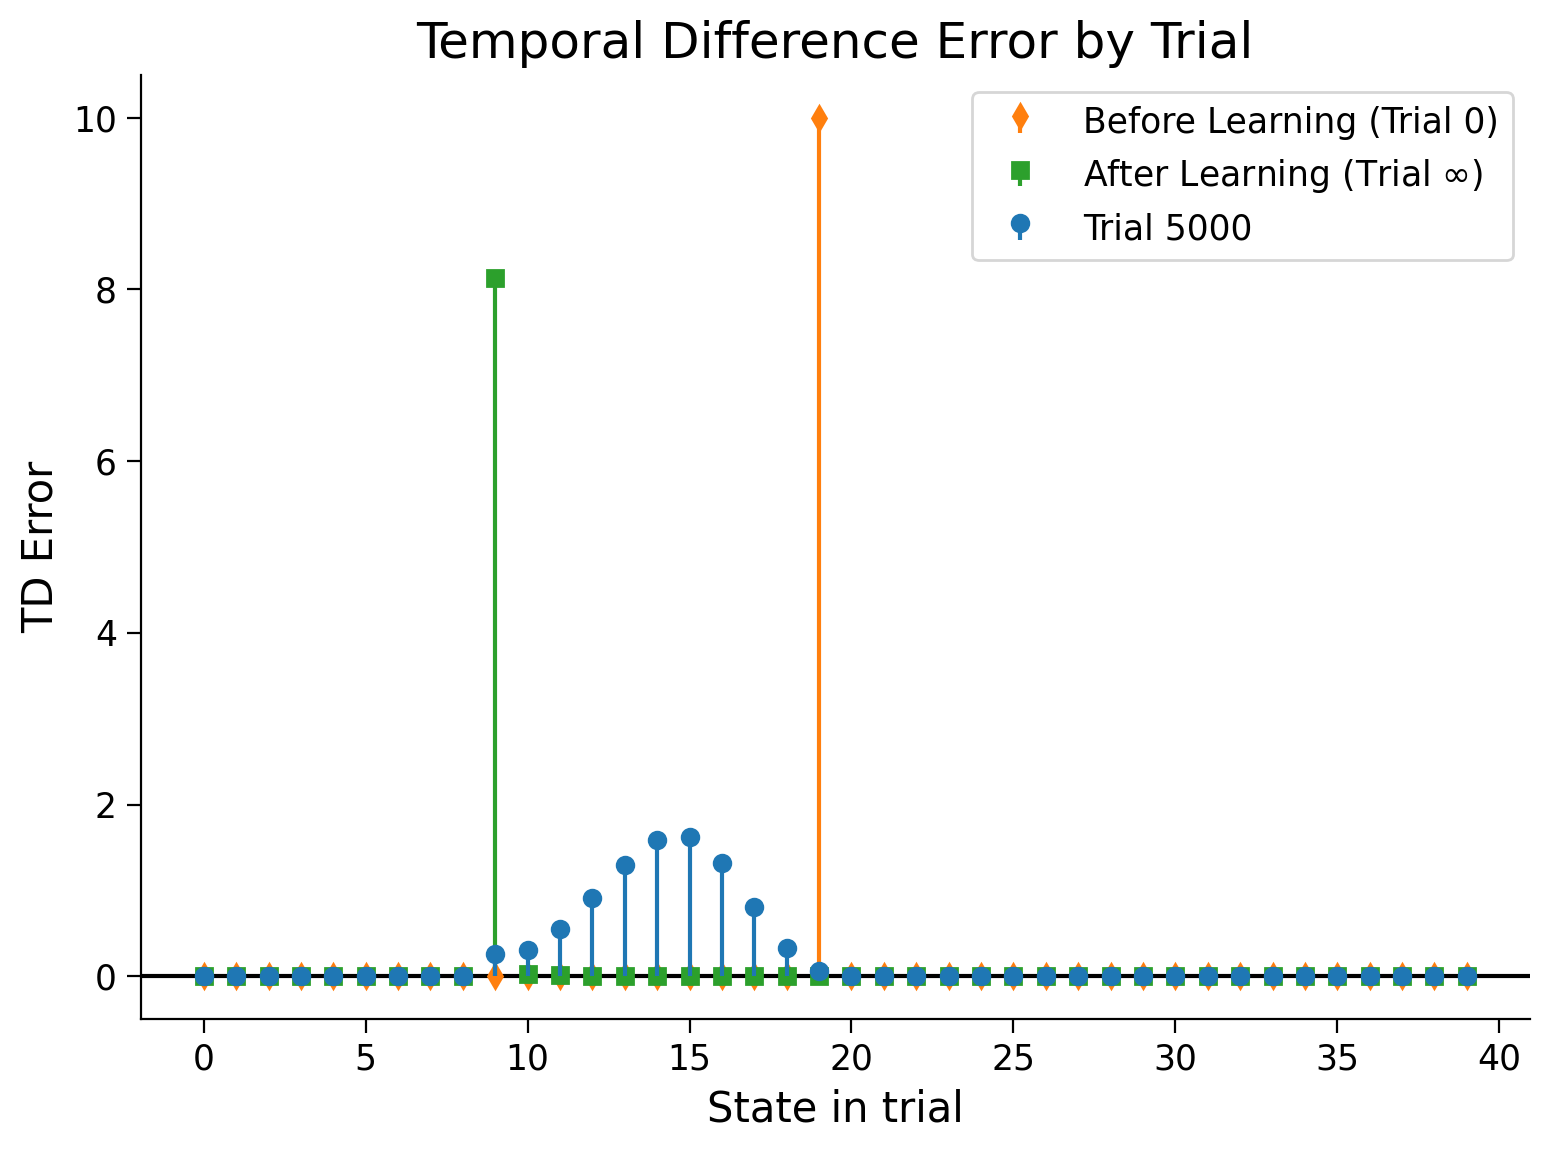 Temporal Difference Error by Trial
Before Learning (Trial 0)
After Learning (Trial ∞)
Trial 5000
10
8
6
4
2
0
TD Error
0 5 10 15 20 25 30 35 40
State in trial